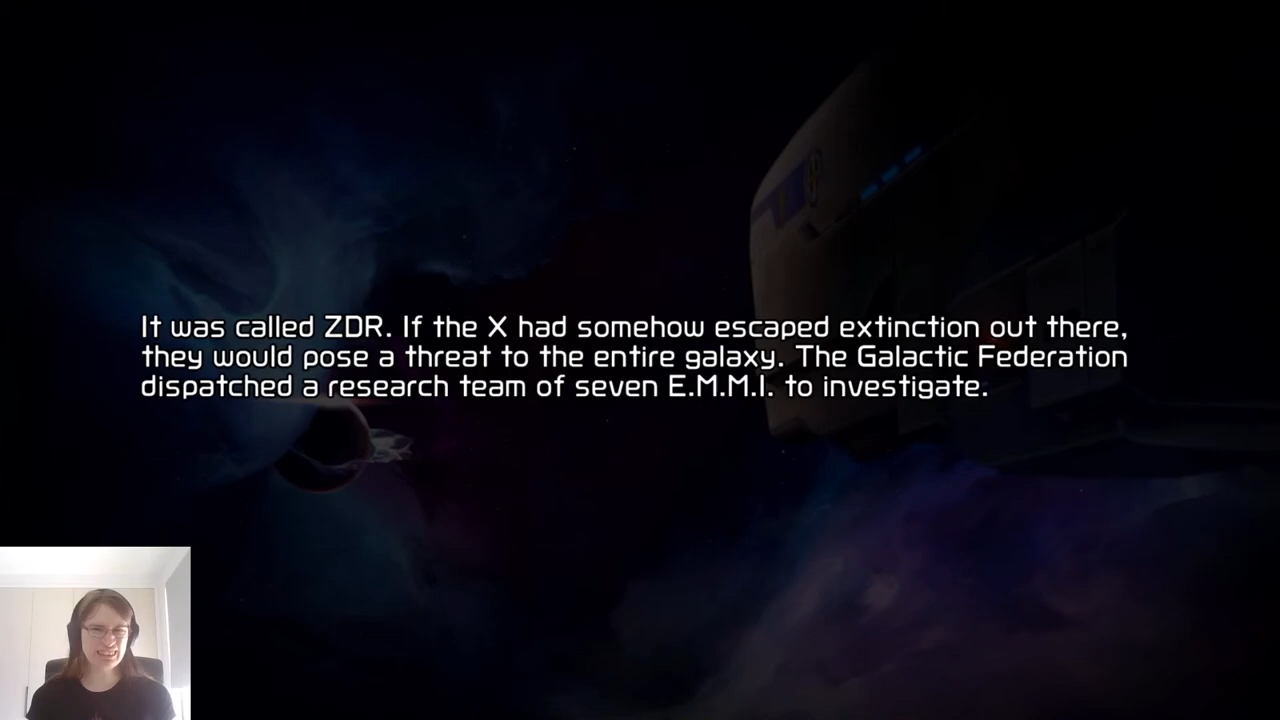 It was called ZDR. If the X had somehow escaped extinction out there,
they would pose a threat to the entire galaxy. The Galactic Federation
dispatched a research team of seven E.M.M.I. to investigate.